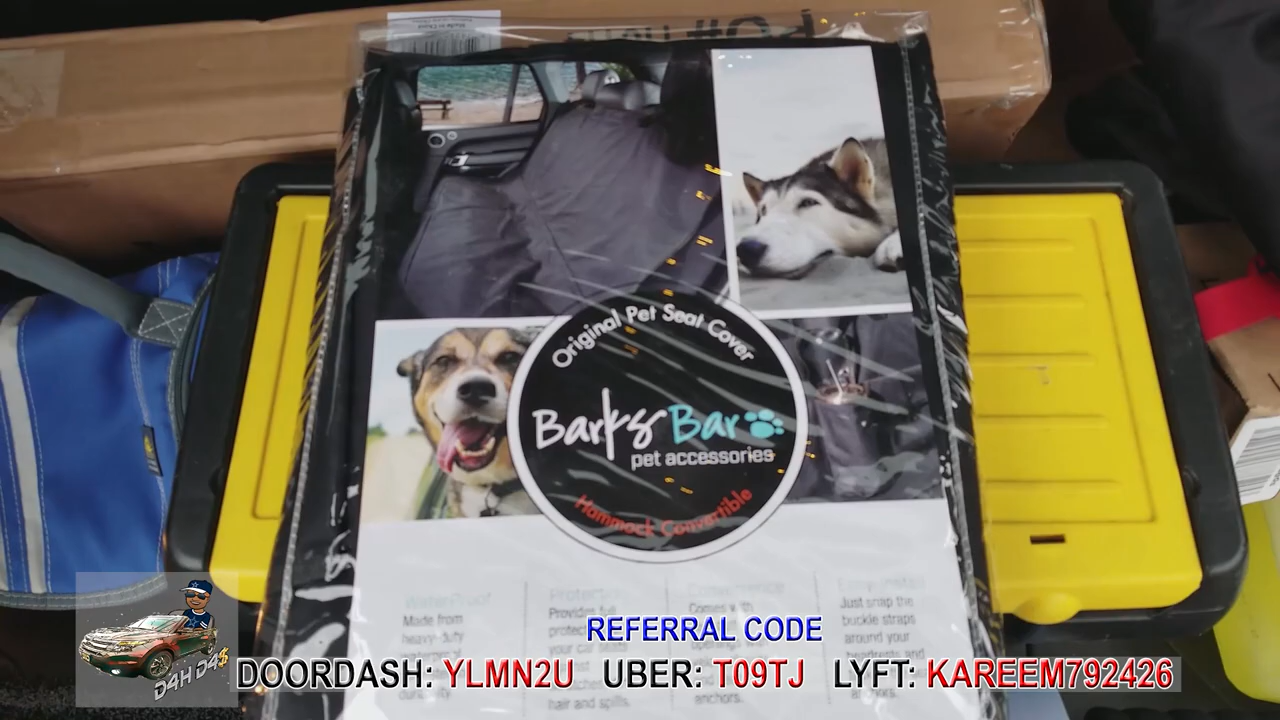 Original Pet Seat Cover
Barks Bar
pet accessories
Hammock Convertible
WaterProof
Made from
heavy-duty
Provides full
Convenience
Comes with
openings with
anchors.
hair and spills.
Easy Install
Just snap the
buckle straps
around your
headrests and
REFERRAL CODE
D4H D4$
DOORDASH: YLMN2U UBER: T09TJ LYFT: KAREEM792426